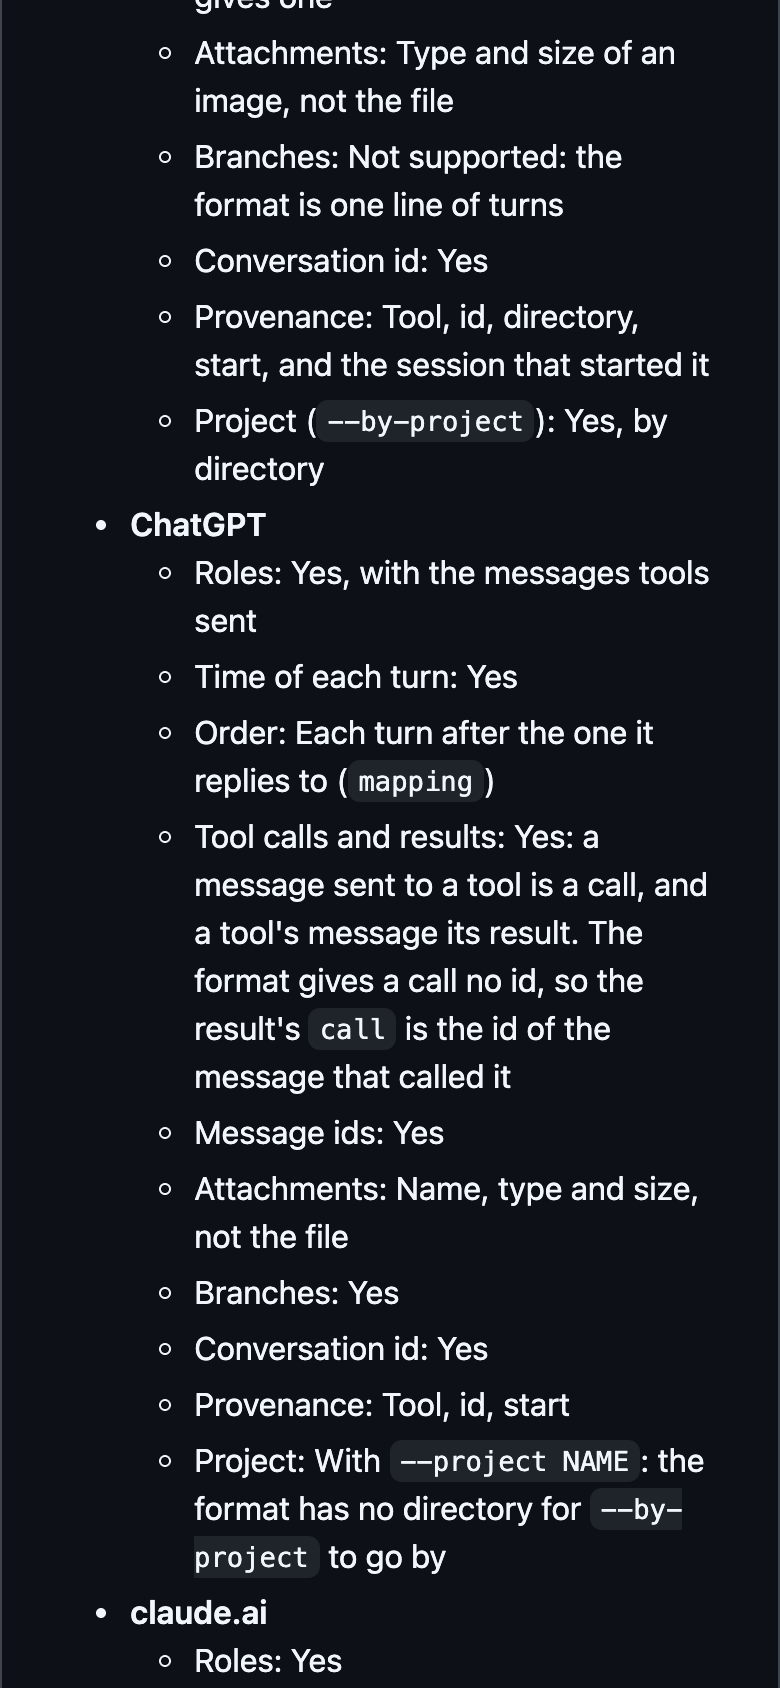 gives one
Attachments: Type and size of an
image, not the file
Branches: Not supported: the
format is one line of turns
Conversation id: Yes
Provenance: Tool, id, directory,
start, and the session that started it
Project (--by-project): Yes, by
directory
ChatGPT
Roles: Yes, with the messages tools
sent
Time of each turn: Yes
Order: Each turn after the one it
replies to (mapping)
Tool calls and results: Yes: a
message sent to a tool is a call, and
a tool's message its result. The
format gives a call no id, so the
result's call is the id of the
message that called it
Message ids: Yes
Attachments: Name, type and size,
not the file
Branches: Yes
Conversation id: Yes
Provenance: Tool, id, start
Project: With --project NAME: the
format has no directory for --by-
project to go by
claude.ai
Roles: Yes